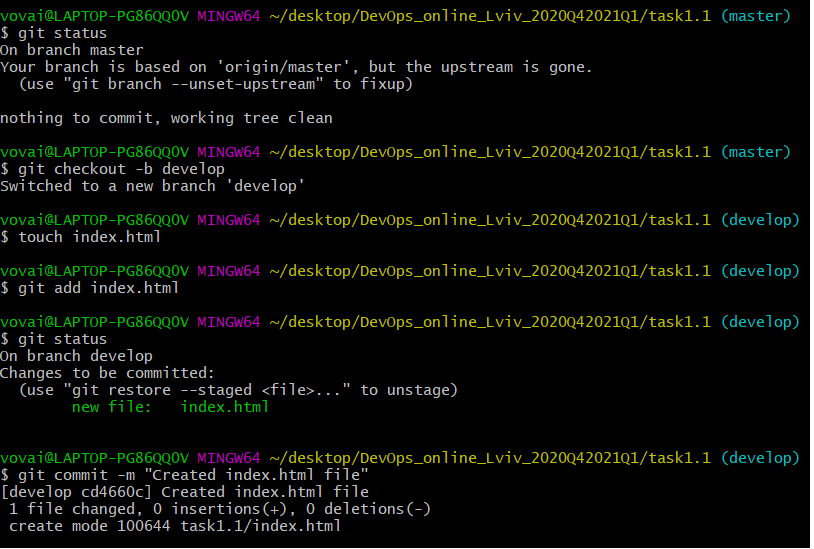 vovai@LAPTOP-PG86QQ0V MINGW64 ~/desktop/DevOps_online_Lviv_2020Q42021Q1/task1.1 (master)
$ git status
On branch master
Your branch is based on 'origin/master', but the upstream is gone.
  (use "git branch --unset-upstream" to fixup)

nothing to commit, working tree clean

vovai@LAPTOP-PG86QQ0V MINGW64 ~/desktop/DevOps_online_Lviv_2020Q42021Q1/task1.1 (master)
$ git checkout -b develop
Switched to a new branch 'develop'

vovai@LAPTOP-PG86QQ0V MINGW64 ~/desktop/DevOps_online_Lviv_2020Q42021Q1/task1.1 (develop)
$ touch index.html

vovai@LAPTOP-PG86QQ0V MINGW64 ~/desktop/DevOps_online_Lviv_2020Q42021Q1/task1.1 (develop)
$ git add index.html

vovai@LAPTOP-PG86QQ0V MINGW64 ~/desktop/DevOps_online_Lviv_2020Q42021Q1/task1.1 (develop)
$ git status
On branch develop
Changes to be committed:
  (use "git restore --staged <file>..." to unstage)
        new file:   index.html


vovai@LAPTOP-PG86QQ0V MINGW64 ~/desktop/DevOps_online_Lviv_2020Q42021Q1/task1.1 (develop)
$ git commit -m "Created index.html file"
[develop cd4660c] Created index.html file
 1 file changed, 0 insertions(+), 0 deletions(-)
 create mode 100644 task1.1/index.html